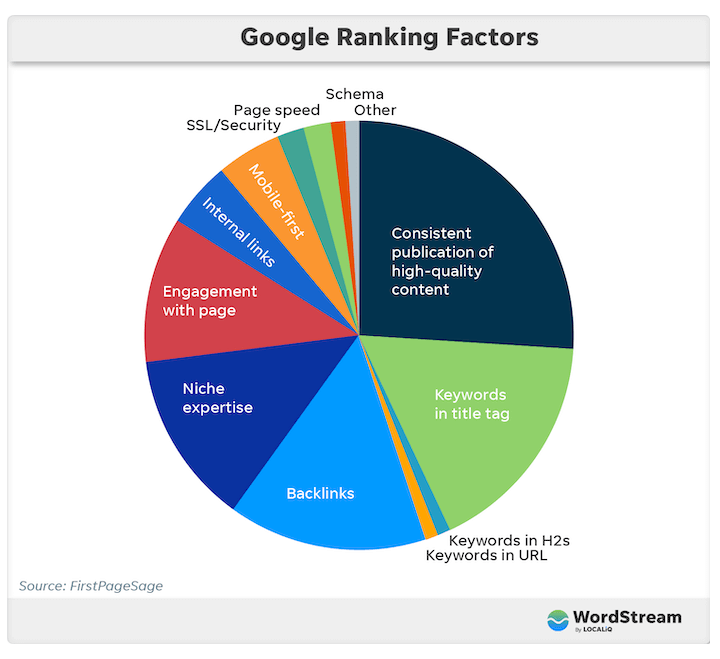 Google Ranking Factors
Schema
Page speed
Other
SSL/Security
Mobile-first
Internal links
Consistent
publication of
high-quality
content
Engagement
with page
Keywords
in title tag
Niche
expertise
Backlinks
Keywords in H2s
Keywords in URL
Source: FirstPageSage
WordStream
by LOCALiQ